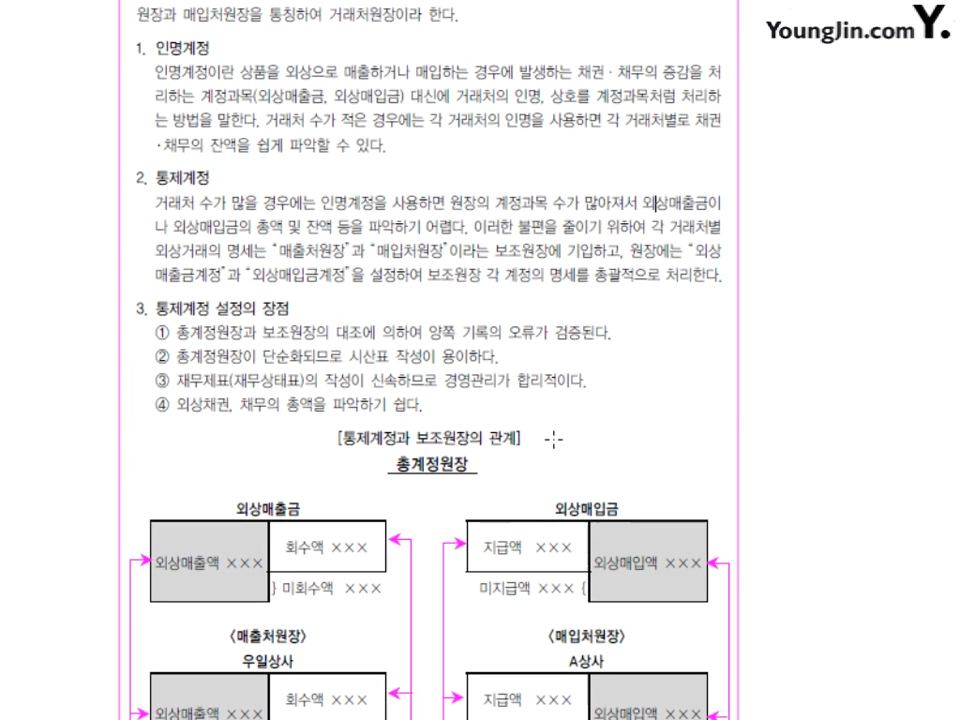 원장과 매입처원장을 통칭하여 거래처원장이라 한다.
YoungJin.com Y.
1. 인명계정
인명계정이란 상품을 외상으로 매출하거나 매입하는 경우에 발생하는 채권·채무의 증감을 처
리하는 계정과목(외상매출금, 외상매입금) 대신에 거래처의 인명, 상호를 계정과목처럼 처리하
는 방법을 말한다. 거래처 수가 적은 경우에는 각 거래처의 인명을 사용하면 각 거래처별로 채권
·채무의 잔액을 쉽게 파악할 수 있다.
2. 통제계정
거래처 수가 많을 경우에는 인명계정을 사용하면 원장의 계정과목 수가 많아져서 외상매출금이
나 외상매입금의 총액 및 잔액 등을 파악하기 어렵다. 이러한 불편을 줄이기 위하여 각 거래처별
외상거래의 명세는 "매출처원장"과 "매입처원장"이라는 보조원장에 기입하고, 원장에는 "외상
매출금계정"과 "외상매입금계정"을 설정하여 보조원장 각 계정의 명세를 총괄적으로 처리한다.
3. 통제계정 설정의 장점
① 총계정원장과 보조원장의 대조에 의하여 양쪽 기록의 오류가 검증된다.
② 총계정원장이 단순화되므로 시산표 작성이 용이하다.
③ 재무제표(재무상태표)의 작성이 신속하므로 경영관리가 합리적이다.
④ 외상채권, 채무의 총액을 파악하기 쉽다.
[통제계정과 보조원장의 관계]
총계정원장
외상매출금 외상매입금
회수액 ××× 지급액 ×××
외상매출액 ××× 외상매입액 ×××
} 미회수액 ××× 미지급액 ××× {
〈매출처원장〉 〈매입처원장〉
우일상사 A상사
회수액 ××× 지급액 ×××
외상매출액 ××× 외상매입액 ×××